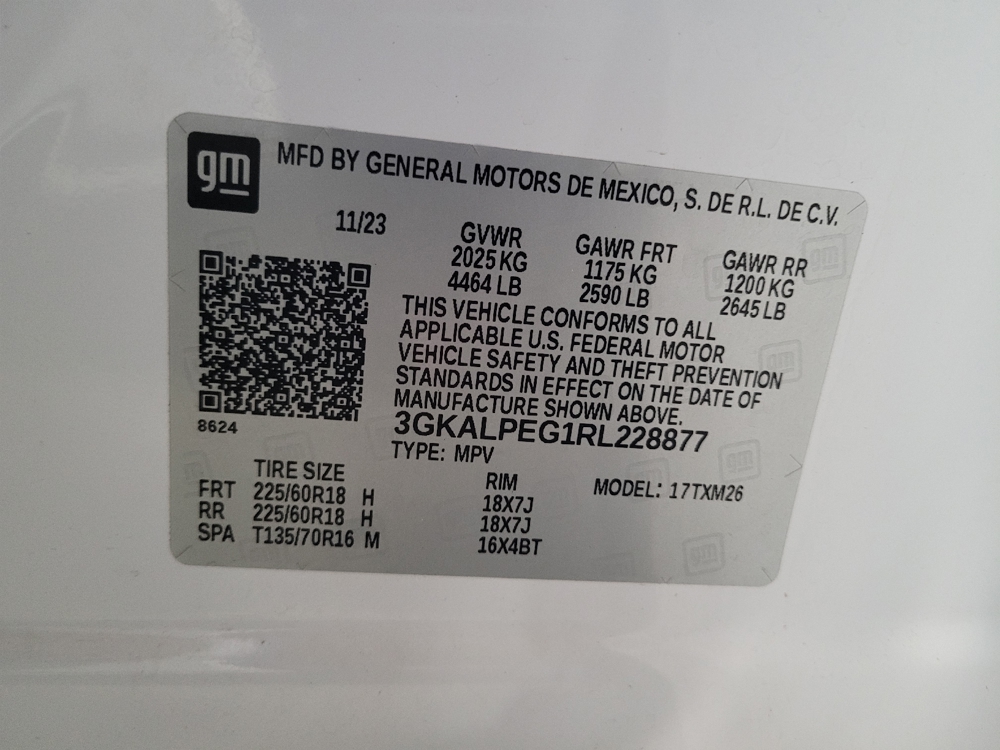 gm
MFD BY GENERAL MOTORS DE MEXICO, S. DE R.L. DE C.V.
11/23
GVWR GAWR FRT GAWR RR
2025 KG 1175 KG 1200 KG
4464 LB 2590 LB 2645 LB
THIS VEHICLE CONFORMS TO ALL
APPLICABLE U.S. FEDERAL MOTOR
VEHICLE SAFETY AND THEFT PREVENTION
STANDARDS IN EFFECT ON THE DATE OF
MANUFACTURE SHOWN ABOVE.
8624
3GKALPEG1RL228877
TYPE: MPV
MODEL: 17TXM26
TIRE SIZE RIM
FRT 225/60R18 H 18X7J
RR 225/60R18 H 18X7J
SPA T135/70R16 M 16X4BT